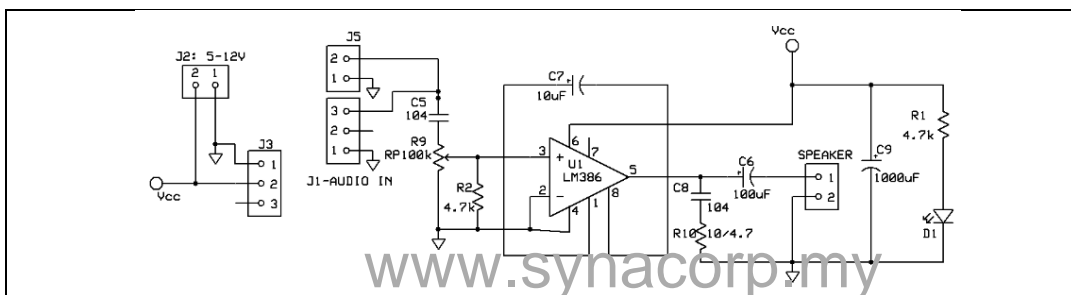 J2: 5-12V
2 1
J3
1
2
3
Vcc
J5
2
1
3
2
1
J1-AUDIO IN
C5
104
R9
RP100k
R2
4.7k
C7
10uF
+
3
+
2
-
U1
LM386
6
7
5
4
1
8
C6
+
100uF
C8
104
R10 10/4.7
SPEAKER
1
2
Vcc
C9
+
1000uF
R1
4.7k
D1
www.synacorp.my